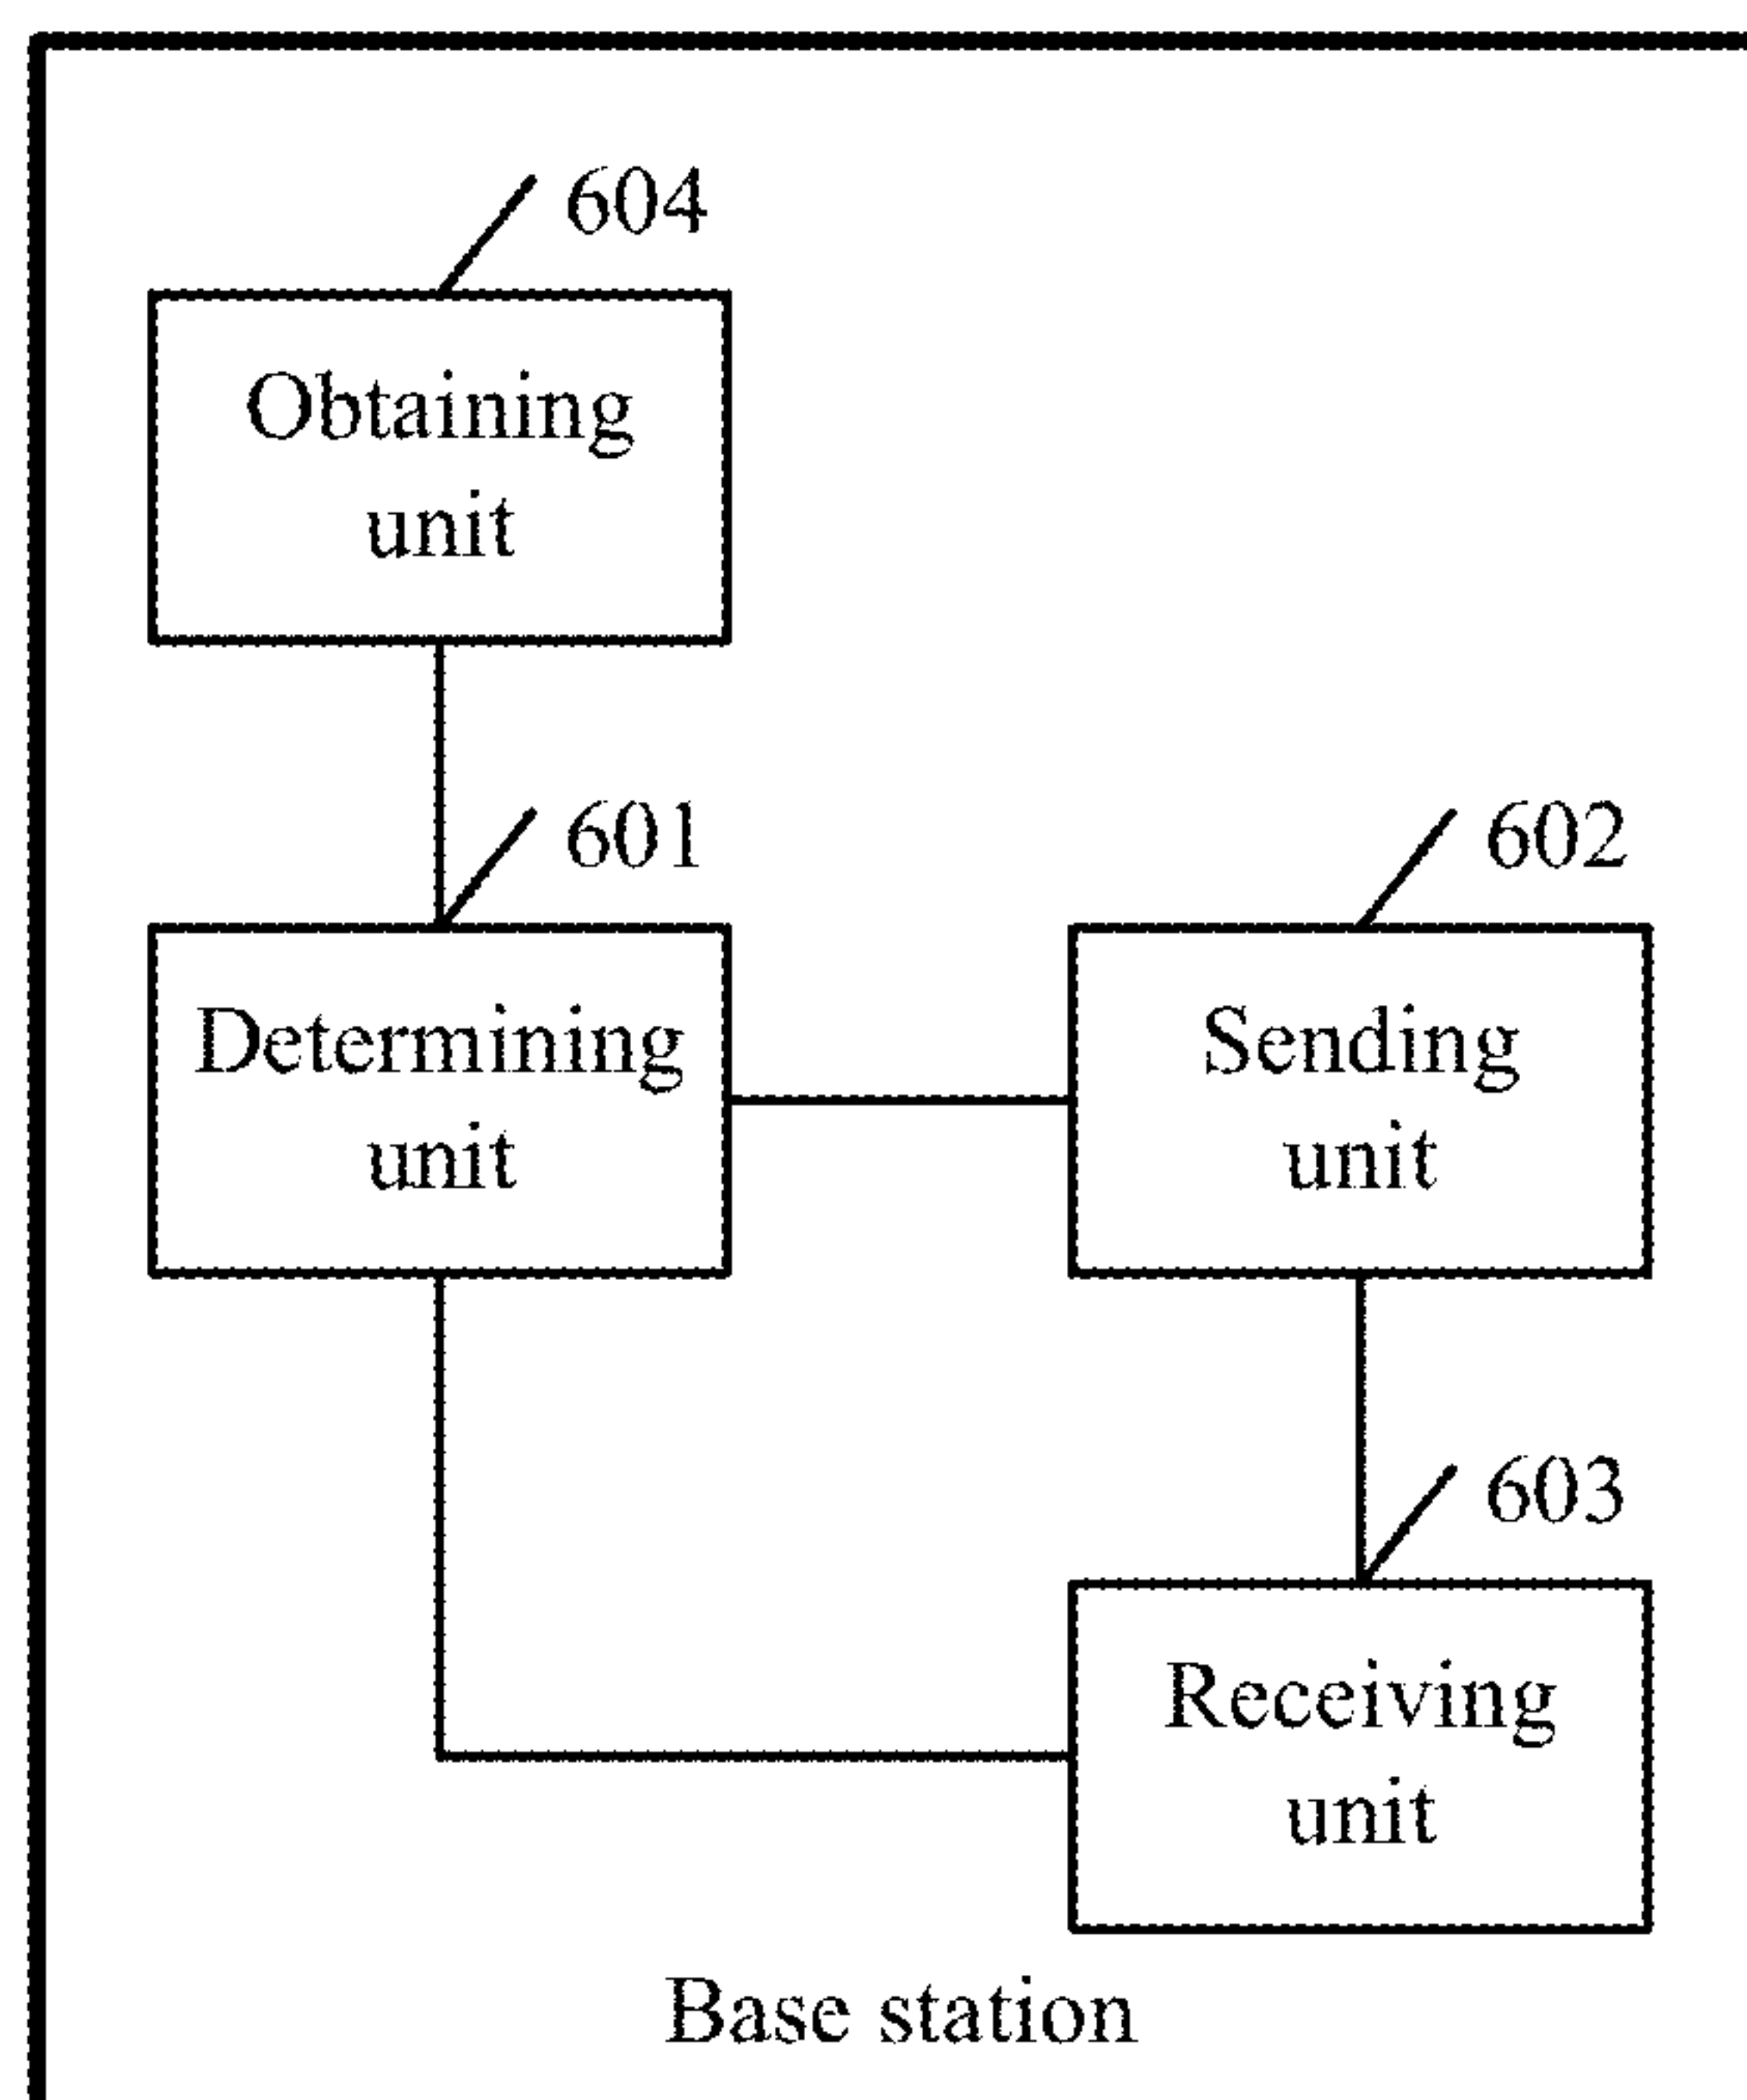 604
Obtaining
unit
601
Determining
unit
602
Sending
unit
603
Receiving
unit
Base station